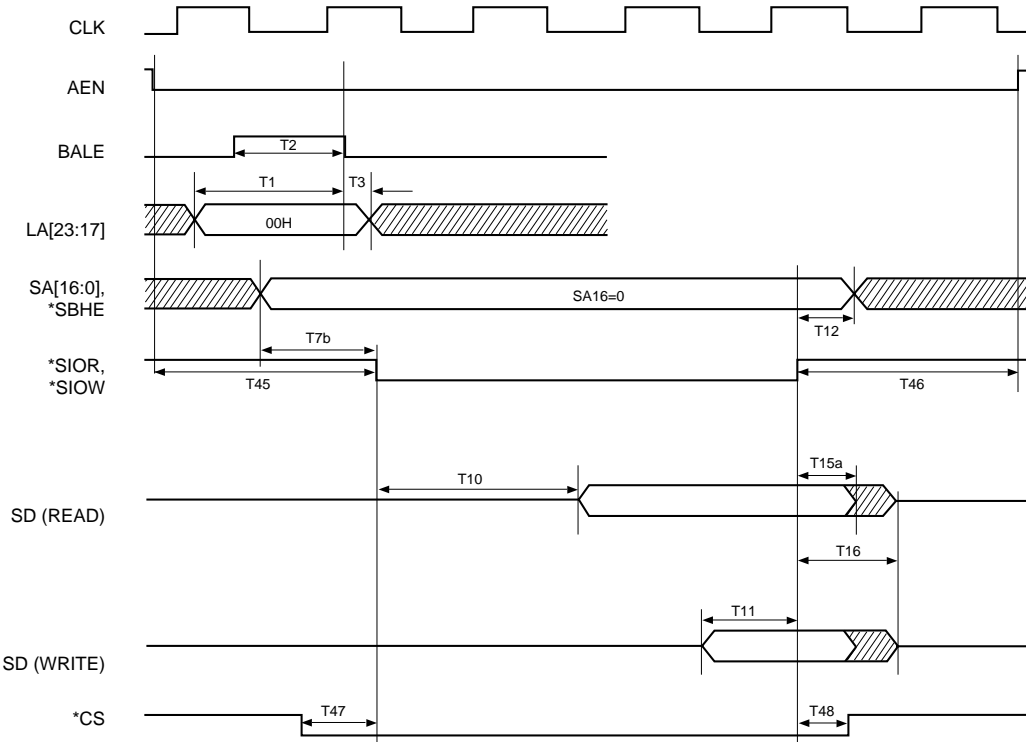 CLK
AEN
BALE
T2
T1
T3
LA[23:17]
00H
SA[16:0],
*SBHE
SA16=0
T12
T7b
*SIOR,
*SIOW
T45
T46
T15a
T10
SD (READ)
T16
T11
SD (WRITE)
*CS
T47
T48